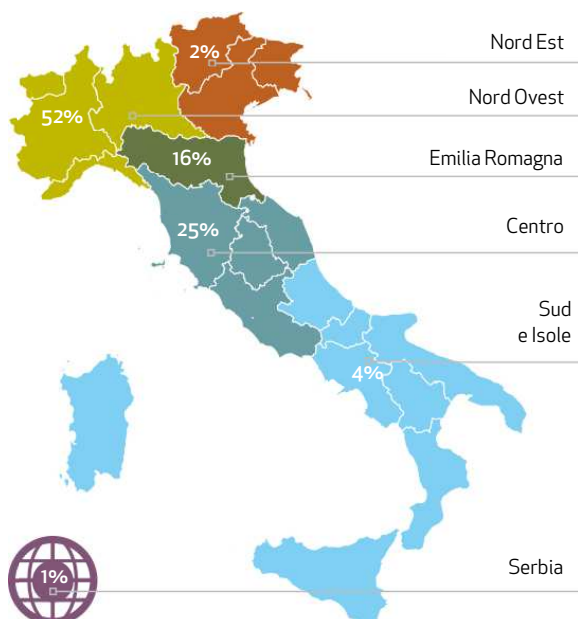 2%
Nord Est
52%
Nord Ovest
16%
Emilia Romagna
25%
Centro
Sud
e Isole
4%
1%
Serbia